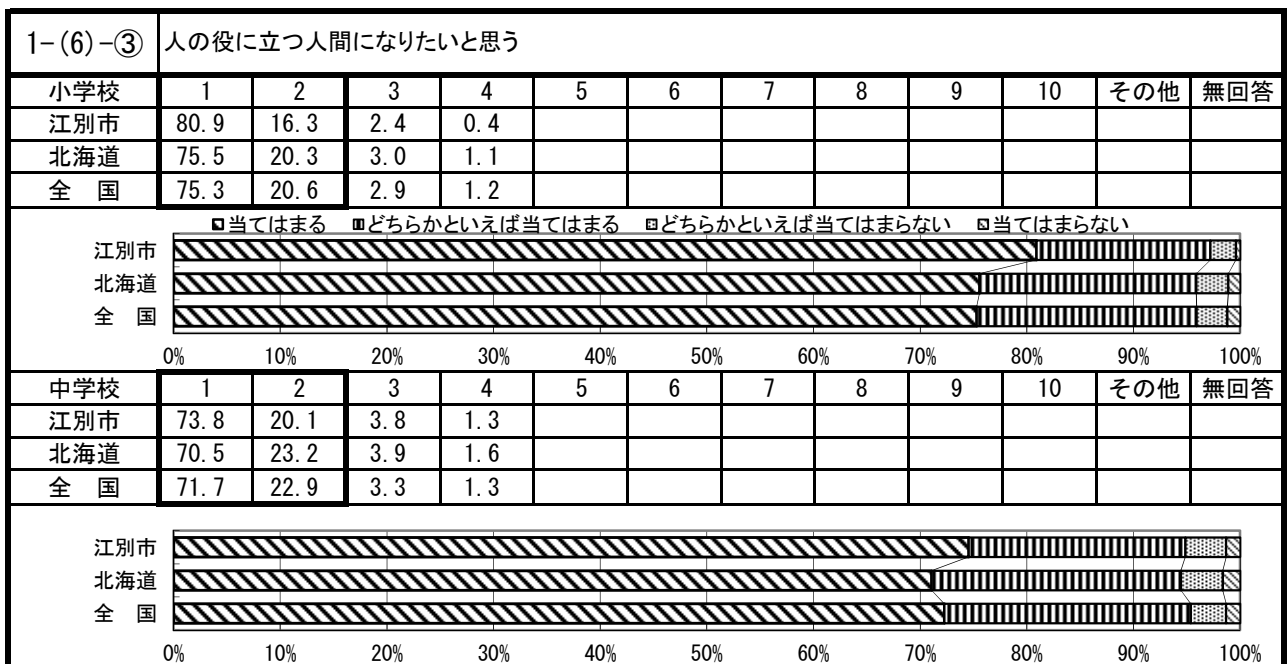 1-(6)-③ 人の役に立つ人間になりたいと思う
小学校 1 2 3 4 5 6 7 8 9 10 その他 無回答
江別市 80.9 16.3 2.4 0.4
北海道 75.5 20.3 3.0 1.1
全 国 75.3 20.6 2.9 1.2
当てはまる どちらかといえば当てはまる どちらかといえば当てはまらない 当てはまらない
江別市
北海道
全 国
0% 10% 20% 30% 40% 50% 60% 70% 80% 90% 100%
中学校 1 2 3 4 5 6 7 8 9 10 その他 無回答
江別市 73.8 20.1 3.8 1.3
北海道 70.5 23.2 3.9 1.6
全 国 71.7 22.9 3.3 1.3
江別市
北海道
全 国
0% 10% 20% 30% 40% 50% 60% 70% 80% 90% 100%